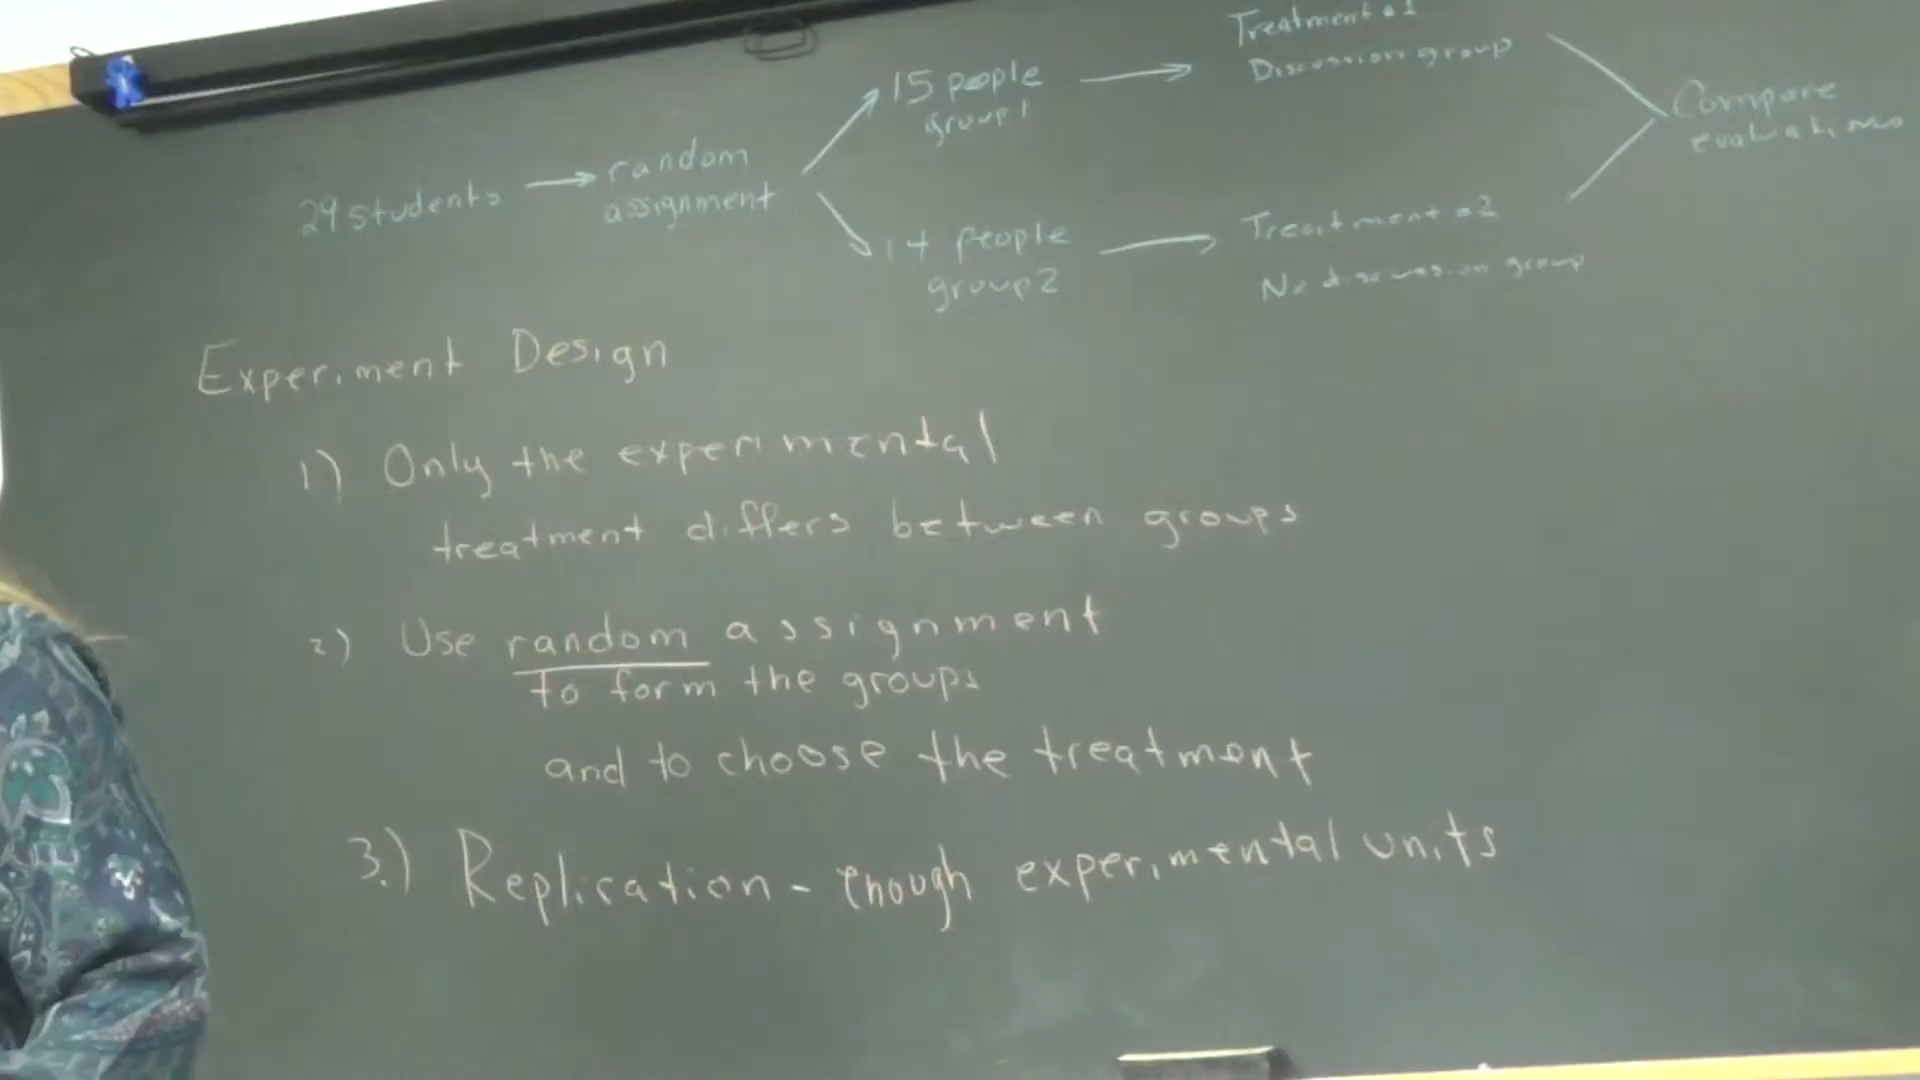 Treatment #1
15 people
Discussion group
group 1
Compare
evaluations
random
29 students
assignment
Treatment #2
14 people
No discussion group
group 2
Experiment Design
1) Only the experimental
treatment differs between groups
2) Use random assignment
to form the groups
and to choose the treatment
3.) Replication - enough experimental units